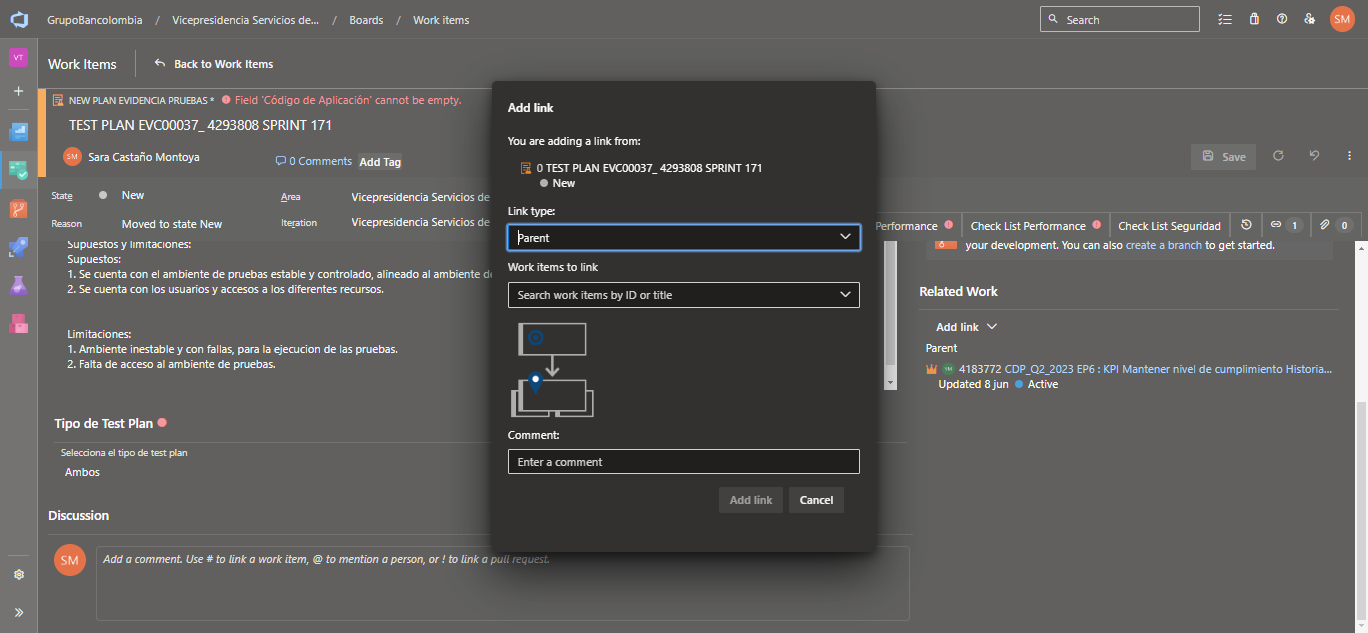 GrupoBancolombia / Vicepresidencia Servicios de... / Boards / Work items
Search
SM
VT
Work Items
Back to Work Items
NEW PLAN EVIDENCIA PRUEBAS * Field 'Código de Aplicación' cannot be empty.
TEST PLAN EVC00037_ 4293808 SPRINT 171
SM Sara Castaño Montoya
0 Comments
Add Tag
Save
State New
Area Vicepresidencia Servicios de
Reason Moved to state New
Iteration Vicepresidencia Servicios de
Performance
Check List Performance
Check List Seguridad
1
0
Supuestos y limitaciones:
Supuestos:
1. Se cuenta con el ambiente de pruebas estable y controlado, alineado al ambiente de
2. Se cuenta con los usuarios y accesos a los diferentes recursos.
Limitaciones:
1. Ambiente inestable y con fallas, para la ejecucion de las pruebas.
2. Falta de acceso al ambiente de pruebas.
Tipo de Test Plan
Selecciona el tipo de test plan
Ambos
Discussion
SM
Add a comment. Use # to link a work item, @ to mention a person, or ! to link a pull request.
Add link
You are adding a link from:
0 TEST PLAN EVC00037_ 4293808 SPRINT 171
New
Link type:
Parent
Work items to link
Search work items by ID or title
Comment:
Enter a comment
Add link
Cancel
your development. You can also create a branch to get started.
Related Work
Add link
Parent
4183772 CDP_Q2_2023 EP6 : KPI Mantener nivel de cumplimiento Historia...
Updated 8 jun Active